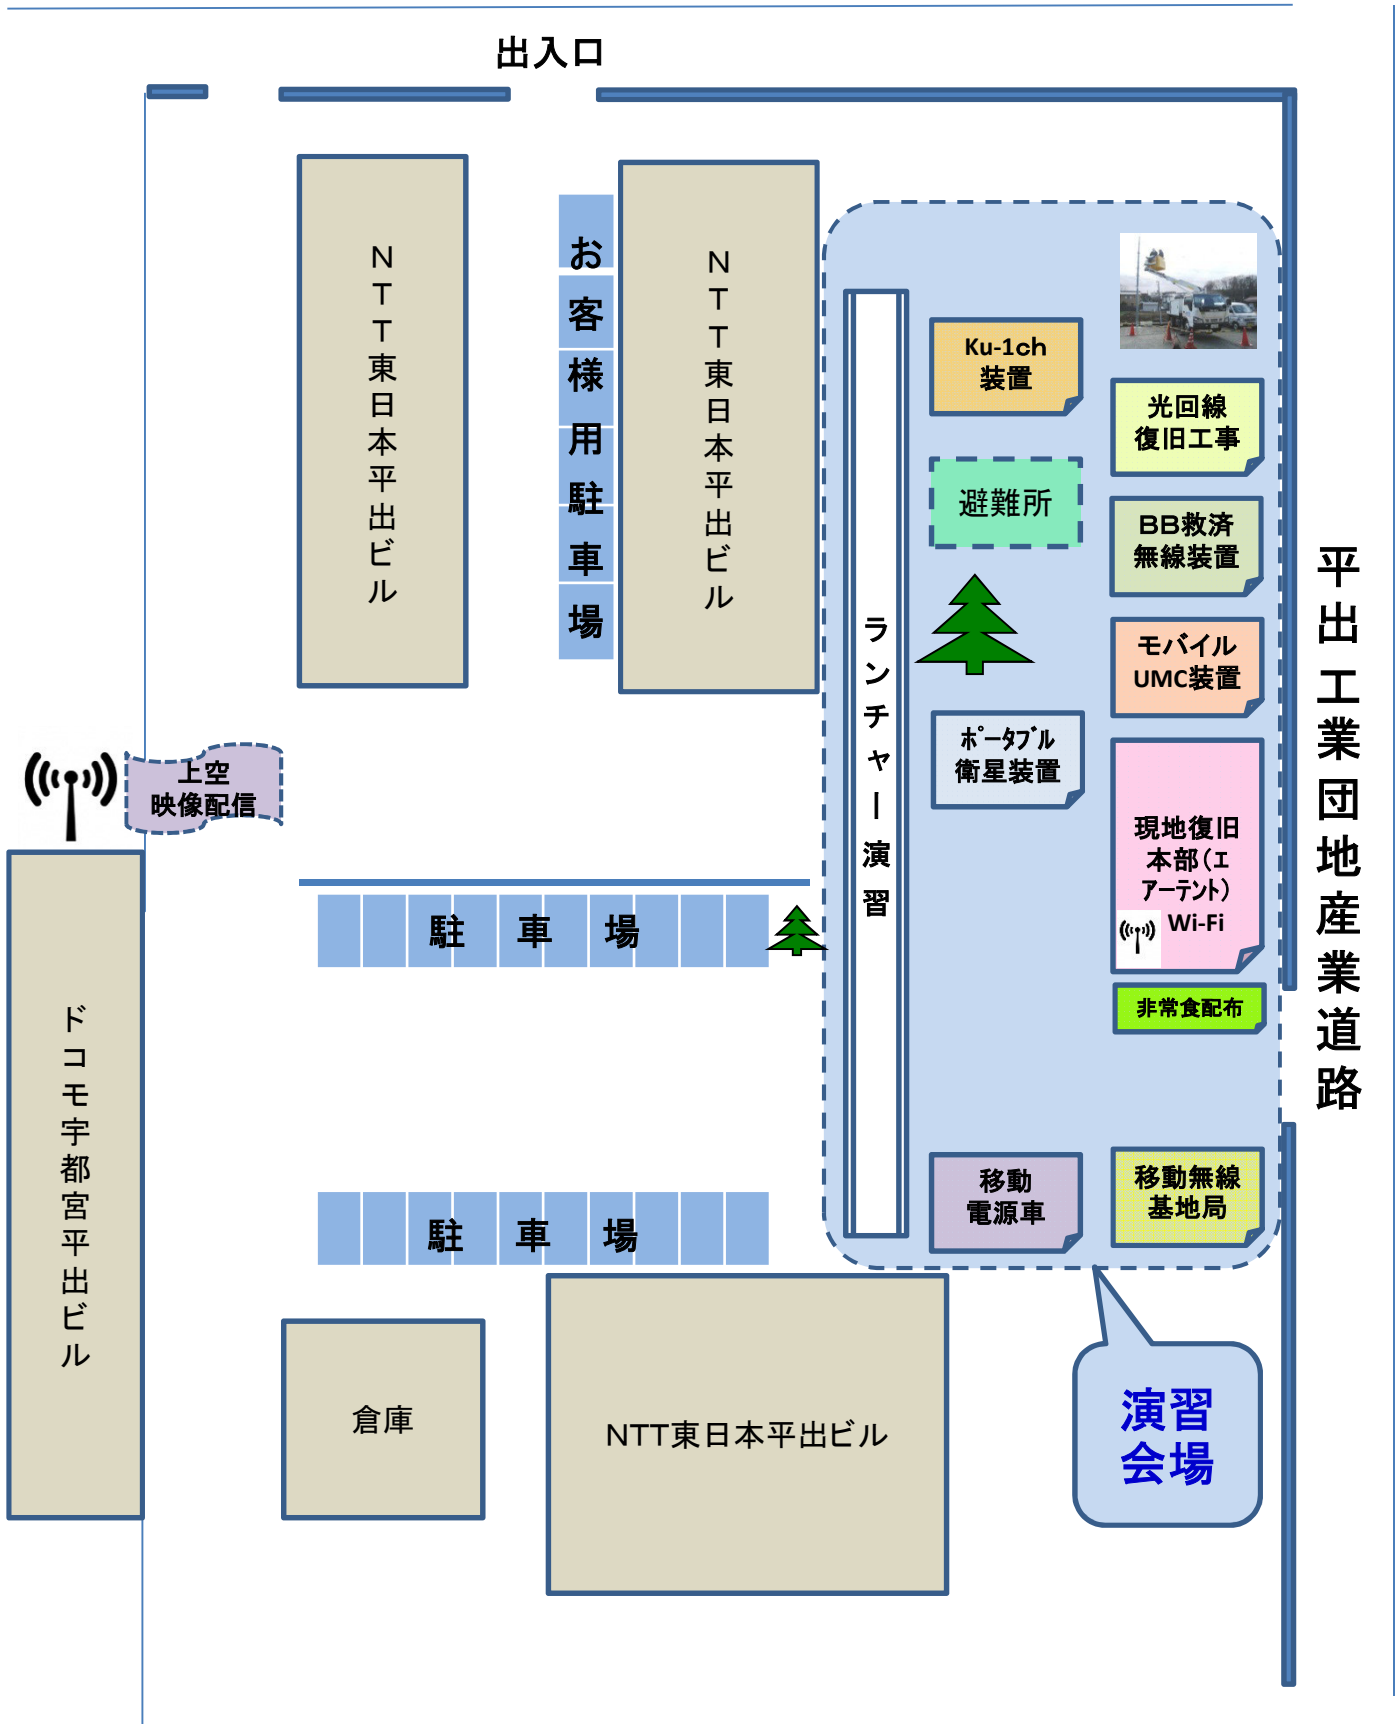 出入口
NTT東日本平出ビル
お客様用駐車場
NTT東日本平出ビル
ランチャー演習
Ku-1ch
装置
避難所
ﾎﾟｰﾀﾌﾞﾙ
衛星装置
移動
電源車
光回線
復旧工事
BB救済
無線装置
モバイル
UMC装置
現地復旧
本部(ｴ
ｱｰﾃﾝﾄ)
Wi-Fi
非常食配布
移動無線
基地局
平出工業団地産業道路
上空
映像配信
ドコモ宇都宮平出ビル
駐車場
駐車場
倉庫
NTT東日本平出ビル
演習
会場